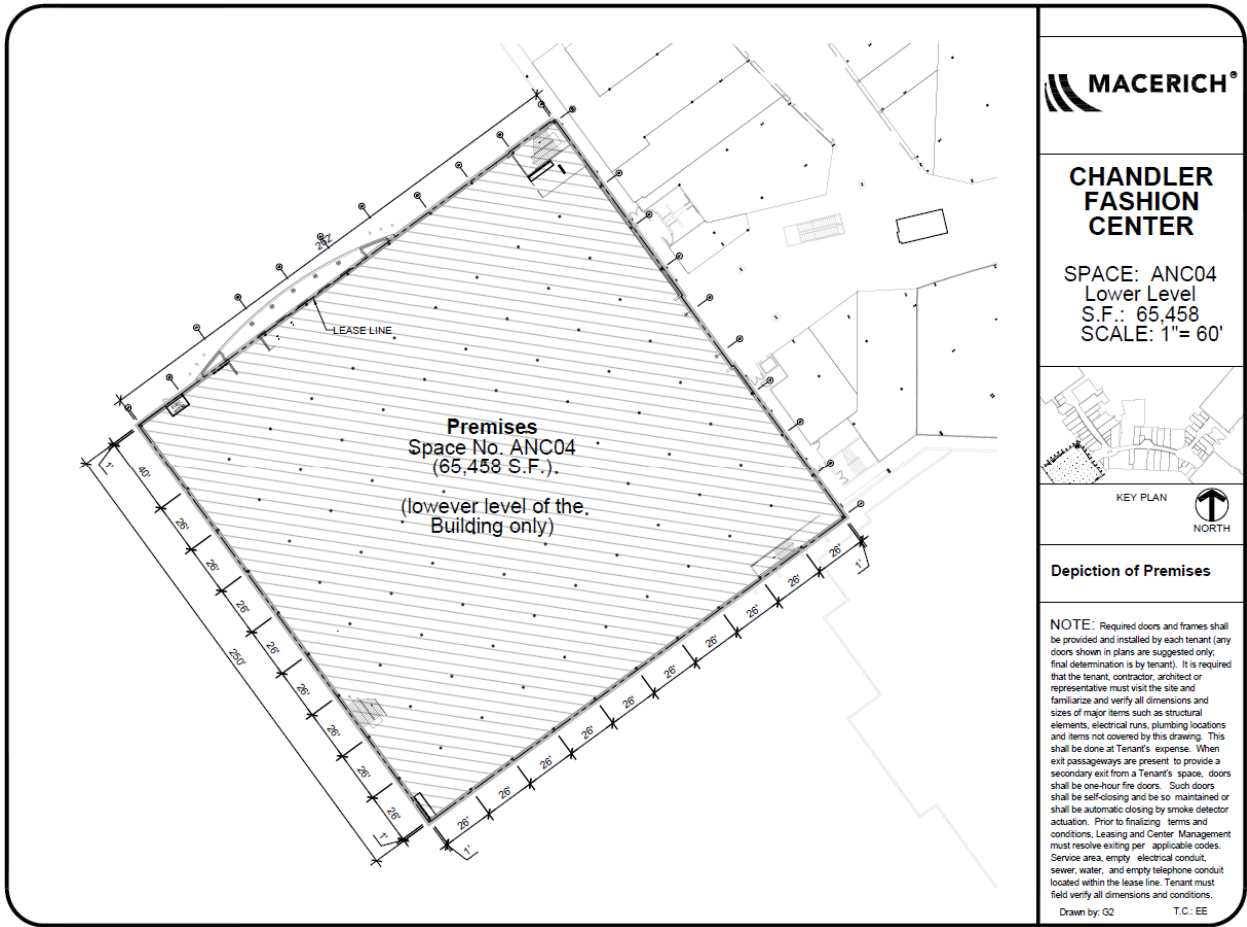 262'
LEASE LINE
Premises
Space No. ANC04
(65,458 S.F.).
(lowever level of the.
Building only)
1'
40'
26'
26'
26'
26'
26'
26'
26'
26'
1'
250'
1'
26'
26'
26'
26'
26'
26'
26'
26'
26'
26'
1'
MACERICH®
CHANDLER
FASHION
CENTER
SPACE: ANC04
Lower Level
S.F.: 65,458
SCALE: 1"= 60'
KEY PLAN
NORTH
Depiction of Premises
NOTE: Required doors and frames shall
be provided and installed by each tenant (any
doors shown in plans are suggested only;
final determination is by tenant). It is required
that the tenant, contractor, architect or
representative must visit the site and
familiarize and verify all dimensions and
sizes of major items such as structural
elements, electrical runs, plumbing locations
and items not covered by this drawing. This
shall be done at Tenant's expense. When
exit passageways are present to provide a
secondary exit from a Tenant's space, doors
shall be one-hour fire doors. Such doors
shall be self-closing and be so maintained or
shall be automatic closing by smoke detector
actuation. Prior to finalizing terms and
conditions, Leasing and Center Management
must resolve exiting per applicable codes.
Service area, empty electrical conduit,
sewer, water, and empty telephone conduit
located within the lease line. Tenant must
field verify all dimensions and conditions.
Drawn by: G2 T.C.: EE